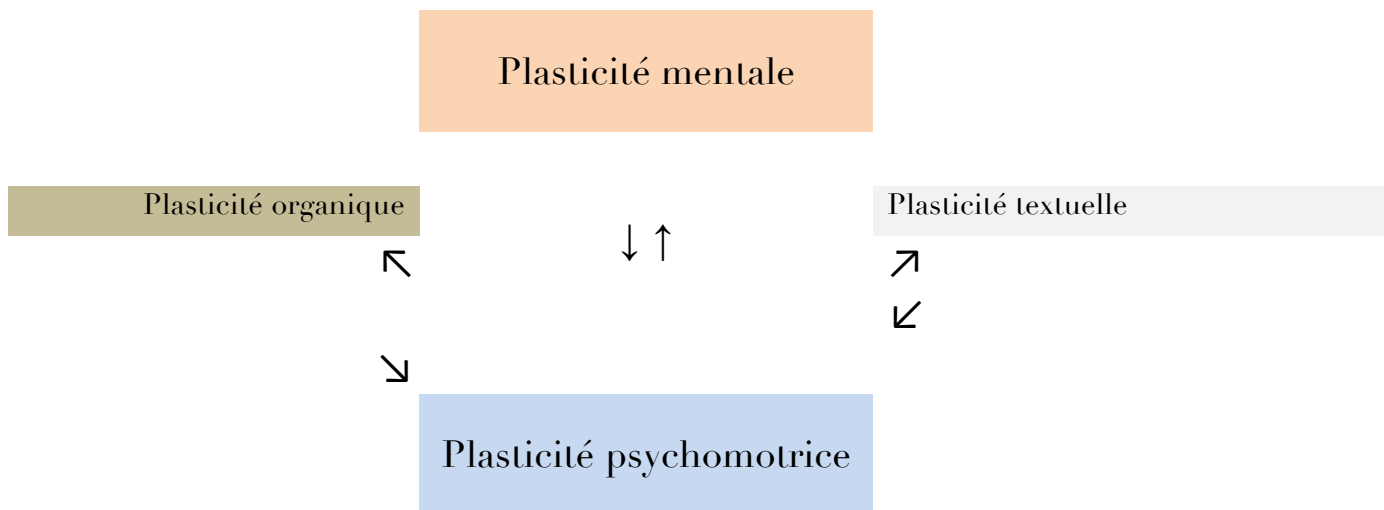 Plasticité mentale
Plasticité organique
Plasticité textuelle
↓↑
↖
↗
↙
↘
Plasticité psychomotrice